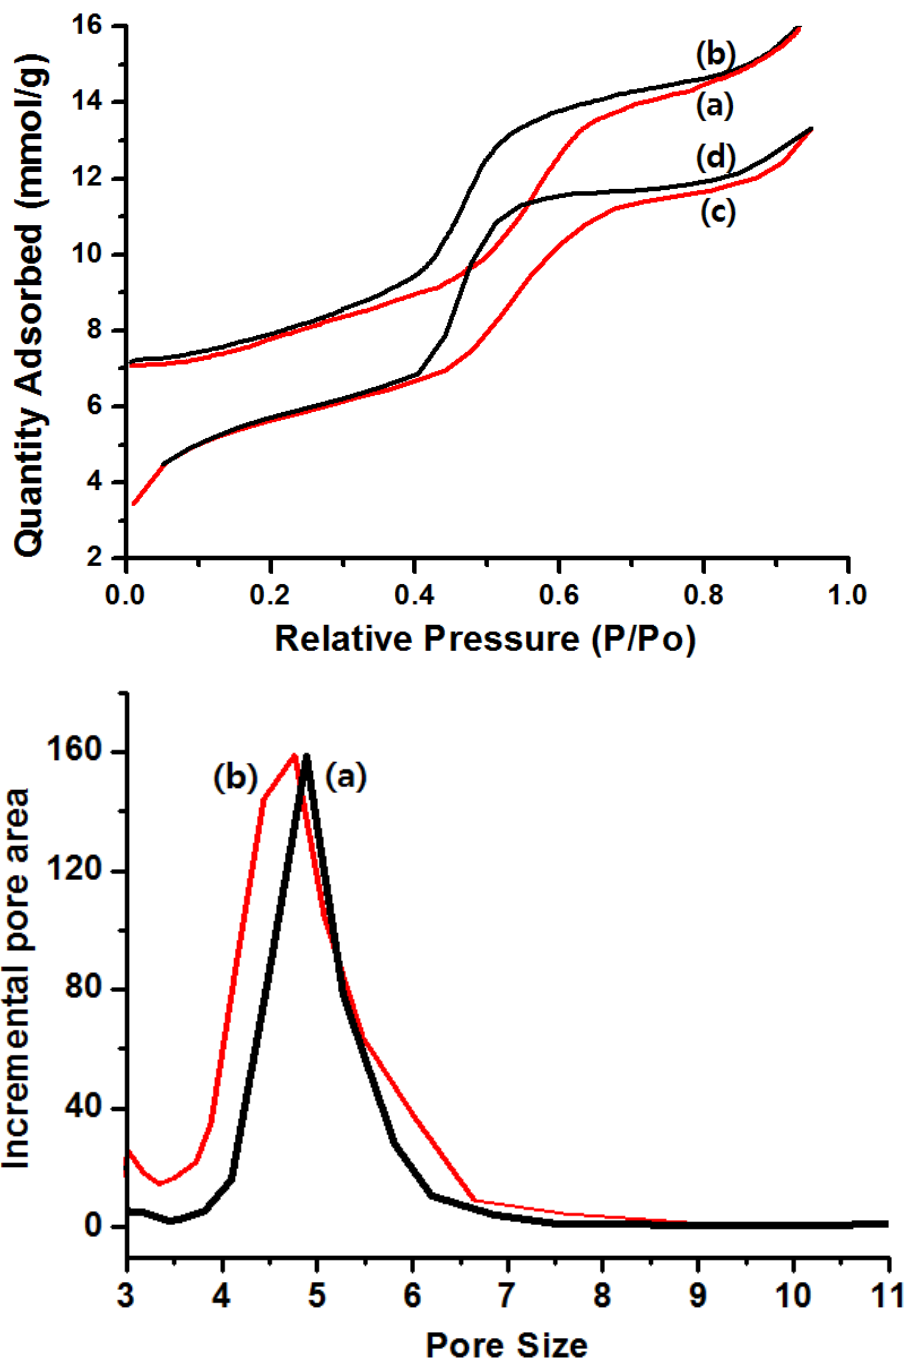 16
14
12
10
8
6
4
2
Quantity Adsorbed (mmol/g)
(b)
(a)
(d)
(c)
0.0 0.2 0.4 0.6 0.8 1.0
Relative Pressure (P/Po)
160
120
80
40
0
Incremental pore area
(b) (a)
3 4 5 6 7 8 9 10 11
Pore Size